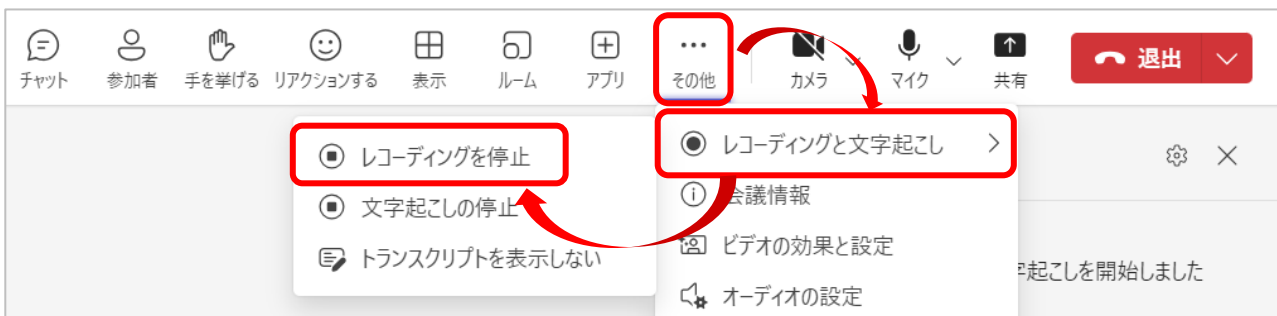 チャット 参加者 手を挙げる リアクションする 表示 ルーム アプリ その他 カメラ マイク 共有 退出
レコーディングを停止
文字起こしの停止
トランスクリプトを表示しない
レコーディングと文字起こし
会議情報
ビデオの効果と設定
オーディオの設定
字起こしを開始しました